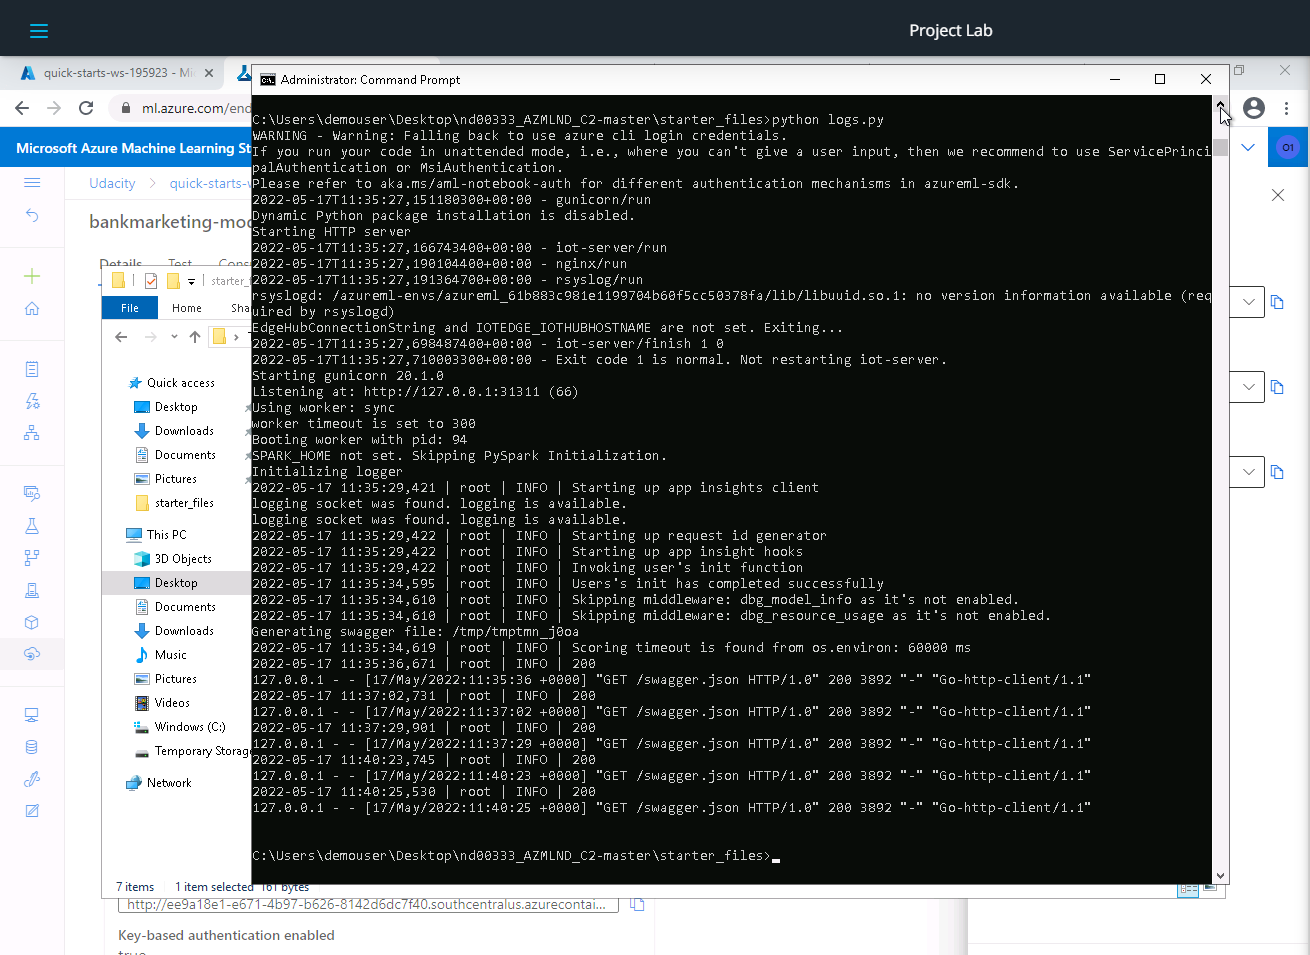 Project Lab
quick-starts-ws-195923 - Mi
Administrator: Command Prompt
ml.azure.com/end
Microsoft Azure Machine Learning St
O1
Udacity
quick-starts-w
bankmarketing-mod
Details
Test
Cons
starter_f
File
Home
Sha
Quick access
Desktop
Downloads
Documents
Pictures
starter_files
This PC
3D Objects
Desktop
Documents
Downloads
Music
Pictures
Videos
Windows (C:)
Temporary Storage
Network
7 items
1 item selected 161 bytes
C:\Users\demouser\Desktop\nd00333_AZMLND_C2-master\starter_files>python logs.py
WARNING - Warning: Falling back to use azure cli login credentials.
If you run your code in unattended mode, i.e., where you can't give a user input, then we recommend to use ServicePrinci
palAuthentication or MsiAuthentication.
Please refer to aka.ms/aml-notebook-auth for different authentication mechanisms in azureml-sdk.
2022-05-17T11:35:27,151180300+00:00 - gunicorn/run
Dynamic Python package installation is disabled.
Starting HTTP server
2022-05-17T11:35:27,166743400+00:00 - iot-server/run
2022-05-17T11:35:27,190104400+00:00 - nginx/run
2022-05-17T11:35:27,191364700+00:00 - rsyslog/run
rsyslogd: /azureml-envs/azureml_61b883c981e1199704b60f5cc50378fa/lib/libuuid.so.1: no version information available (req
uired by rsyslogd)
EdgeHubConnectionString and IOTEDGE_IOTHUBHOSTNAME are not set. Exiting...
2022-05-17T11:35:27,698487400+00:00 - iot-server/finish 1 0
2022-05-17T11:35:27,710003300+00:00 - Exit code 1 is normal. Not restarting iot-server.
Starting gunicorn 20.1.0
Listening at: http://127.0.0.1:31311 (66)
Using worker: sync
worker timeout is set to 300
Booting worker with pid: 94
SPARK_HOME not set. Skipping PySpark Initialization.
Initializing logger
2022-05-17 11:35:29,421 | root | INFO | Starting up app insights client
logging socket was found. logging is available.
logging socket was found. logging is available.
2022-05-17 11:35:29,422 | root | INFO | Starting up request id generator
2022-05-17 11:35:29,422 | root | INFO | Starting up app insight hooks
2022-05-17 11:35:29,422 | root | INFO | Invoking user's init function
2022-05-17 11:35:34,595 | root | INFO | Users's init has completed successfully
2022-05-17 11:35:34,610 | root | INFO | Skipping middleware: dbg_model_info as it's not enabled.
2022-05-17 11:35:34,610 | root | INFO | Skipping middleware: dbg_resource_usage as it's not enabled.
Generating swagger file: /tmp/tmptmn_j0oa
2022-05-17 11:35:34,619 | root | INFO | Scoring timeout is found from os.environ: 60000 ms
2022-05-17 11:35:36,671 | root | INFO | 200
127.0.0.1 - - [17/May/2022:11:35:36 +0000] "GET /swagger.json HTTP/1.0" 200 3892 "-" "Go-http-client/1.1"
2022-05-17 11:37:02,731 | root | INFO | 200
127.0.0.1 - - [17/May/2022:11:37:02 +0000] "GET /swagger.json HTTP/1.0" 200 3892 "-" "Go-http-client/1.1"
2022-05-17 11:37:29,901 | root | INFO | 200
127.0.0.1 - - [17/May/2022:11:37:29 +0000] "GET /swagger.json HTTP/1.0" 200 3892 "-" "Go-http-client/1.1"
2022-05-17 11:40:23,745 | root | INFO | 200
127.0.0.1 - - [17/May/2022:11:40:23 +0000] "GET /swagger.json HTTP/1.0" 200 3892 "-" "Go-http-client/1.1"
2022-05-17 11:40:25,530 | root | INFO | 200
127.0.0.1 - - [17/May/2022:11:40:25 +0000] "GET /swagger.json HTTP/1.0" 200 3892 "-" "Go-http-client/1.1"
C:\Users\demouser\Desktop\nd00333_AZMLND_C2-master\starter_files>
http://ee9a18e1-e671-4b97-b626-8142d6dc7f40.southcentralus.azurecontai...
Key-based authentication enabled
true